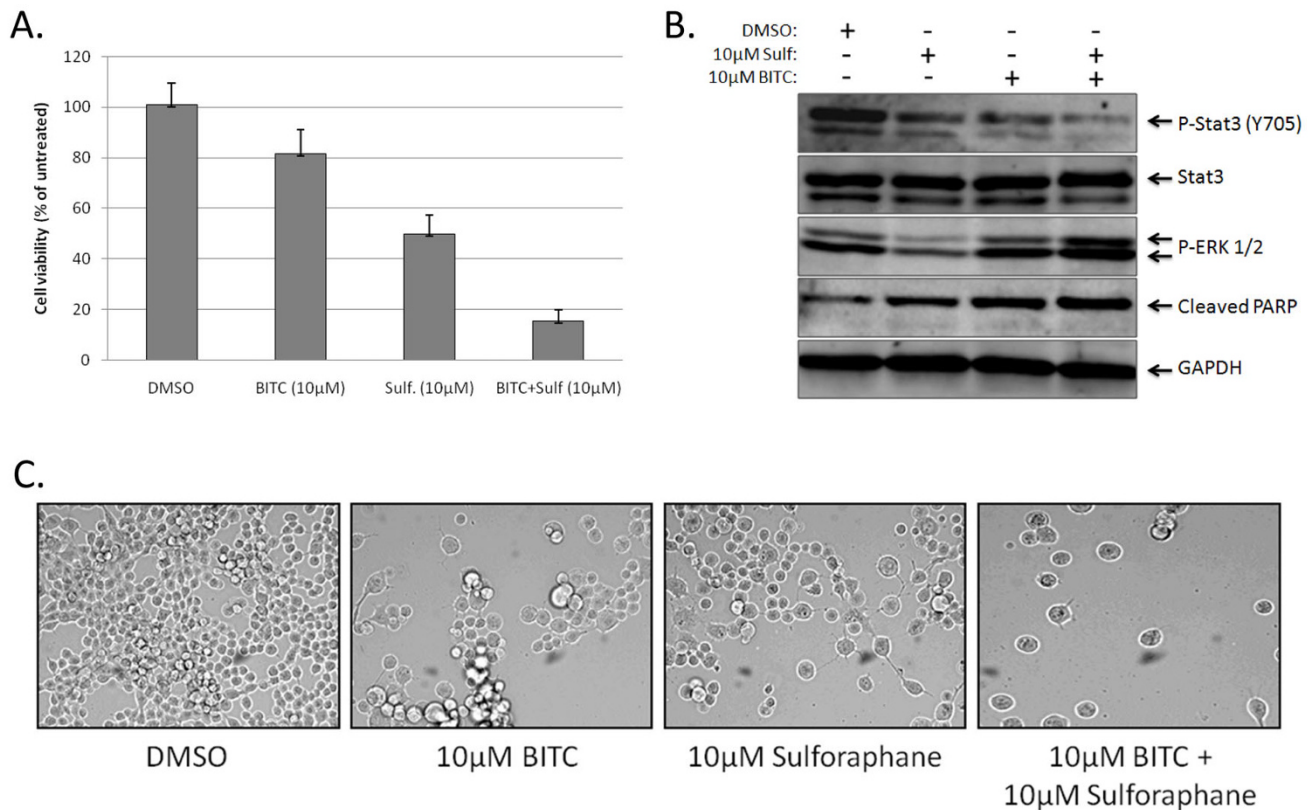 A.
120
100
80
60
40
20
0
Cell viability (% of untreated)
DMSO
BITC (10µM)
Sulf. (10µM)
BITC+Sulf (10µM)
B.
DMSO: + - - -
10µM Sulf: - + - +
10µM BITC: - - + +
P-Stat3 (Y705)
Stat3
P-ERK 1/2
Cleaved PARP
GAPDH
C.
DMSO
10µM BITC
10µM Sulforaphane
10µM BITC +
10µM Sulforaphane